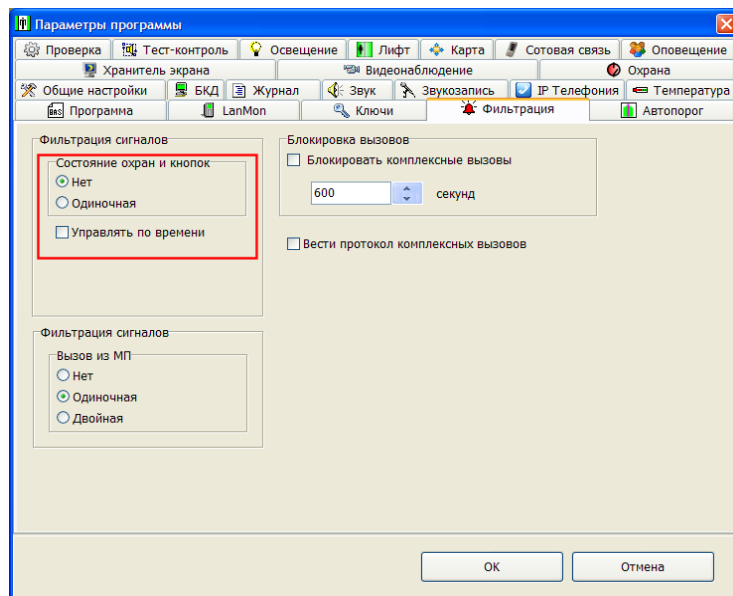 Параметры программы
Проверка Тест-контроль Освещение Лифт Карта Сотовая связь Оповещение
Хранитель экрана Видеонаблюдение Охрана
Общие настройки БКД Журнал Звук Звукозапись IP Телефония Температура
Программа LanMon Ключи Фильтрация Автопорог
Фильтрация сигналов
Состояние охран и кнопок
Нет
Одиночная
Управлять по времени
Блокировка вызовов
Блокировать комплексные вызовы
600 секунд
Вести протокол комплексных вызовов
Фильтрация сигналов
Вызов из МП
Нет
Одиночная
Двойная
ОК Отмена